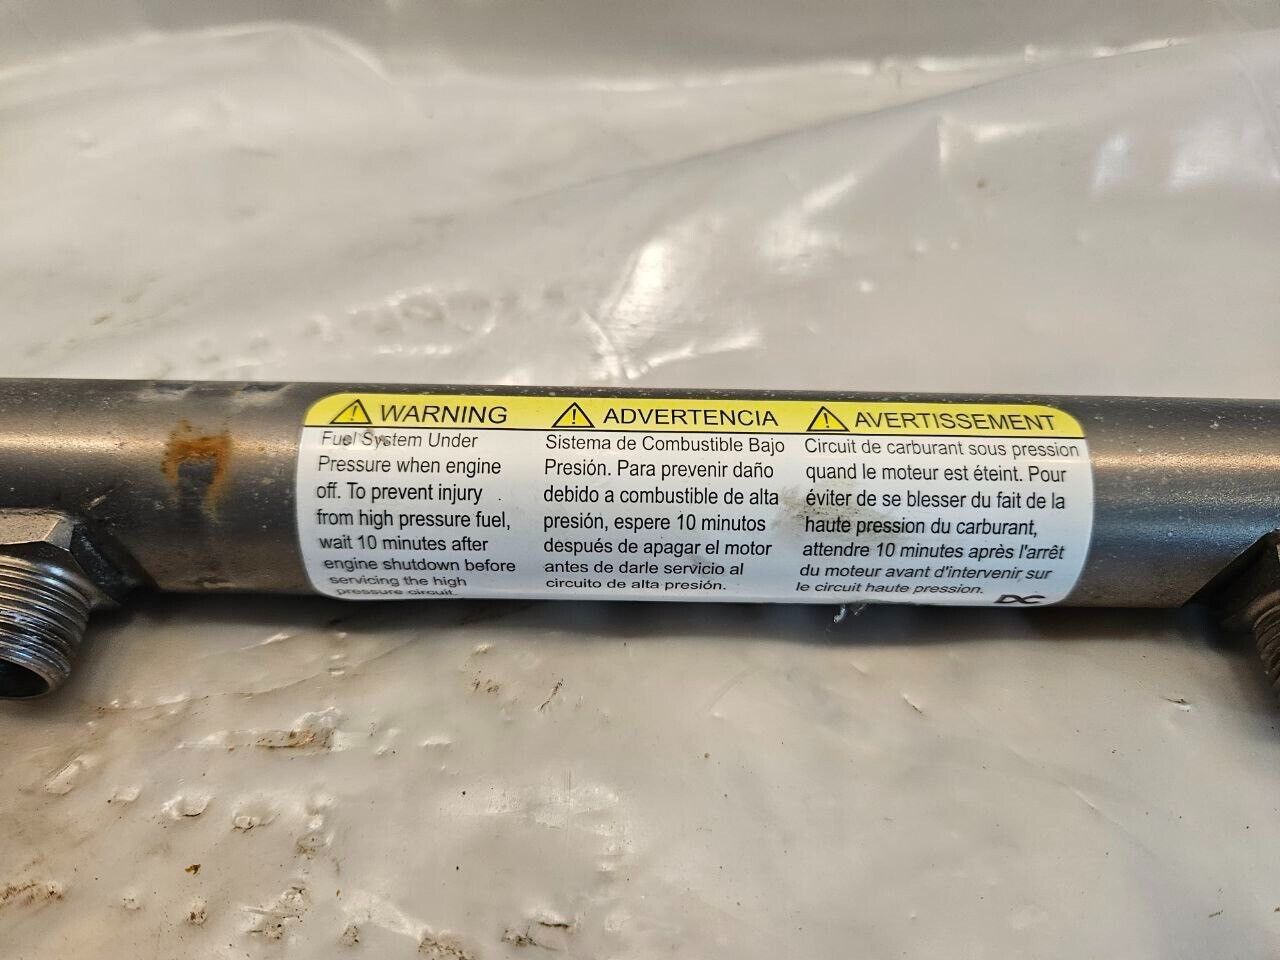 WARNING
Fuel System Under
Pressure when engine
off. To prevent injury
from high pressure fuel,
wait 10 minutes after
engine shutdown before
servicing the high
pressure circuit.
ADVERTENCIA
Sistema de Combustible Bajo
Presión. Para prevenir daño
debido a combustible de alta
presión, espere 10 minutos
después de apagar el motor
antes de darle servicio al
circuito de alta presión.
AVERTISSEMENT
Circuit de carburant sous pression
quand le moteur est éteint. Pour
éviter de se blesser du fait de la
haute pression du carburant,
attendre 10 minutes après l'arrêt
du moteur avant d'intervenir sur
le circuit haute pression.
DC